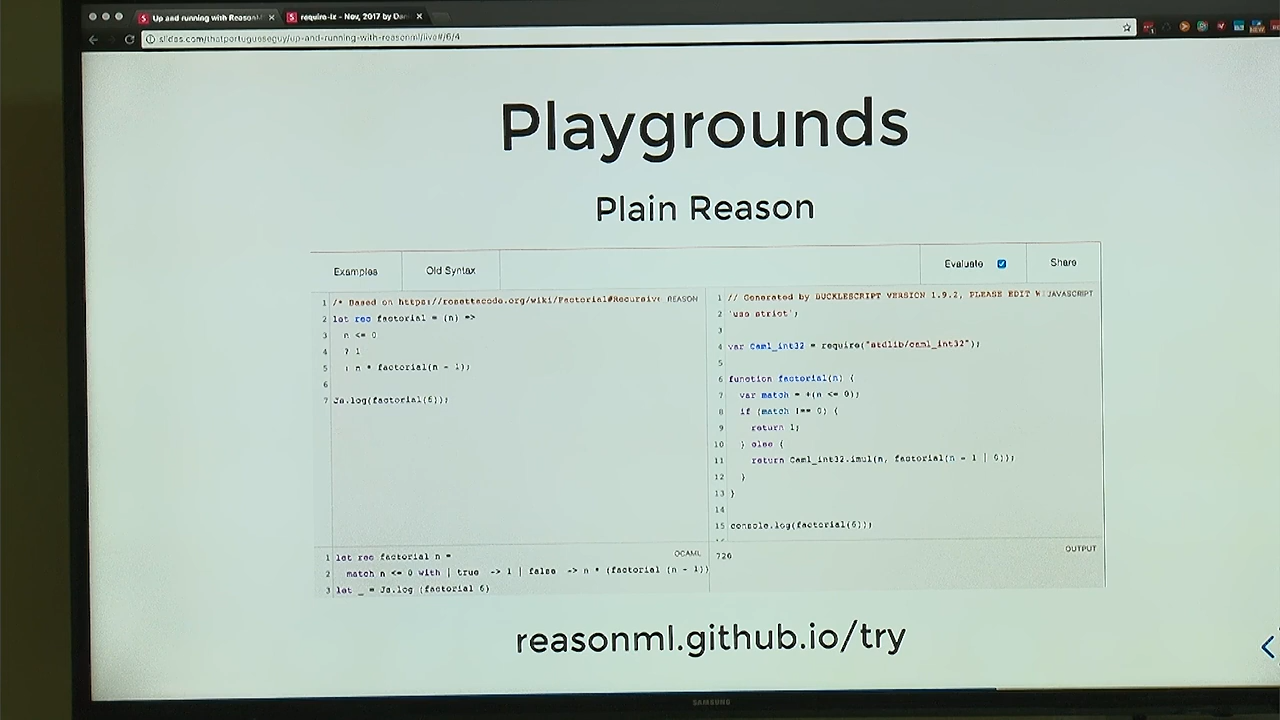 Up and running with ReasonM
require-lx - Nov, 2017 by Da
slides.com/thatportugueseguy/up-and-running-with-reasonml/live#/6/4
Playgrounds
Plain Reason
Examples
Old Syntax
Evaluate
Share
1 /* Based on https://rosettacode.org/wiki/Factorial#Recursive REASON
2 let rec factorial = (n) =>
3 n <= 0
4 ? 1
5 : n * factorial(n - 1);
6
7 Js.log(factorial(6));
1 // Generated by BUCKLESCRIPT VERSION 1.9.2, PLEASE EDIT W JAVASCRIPT
2 'use strict';
3
4 var Caml_int32 = require("stdlib/caml_int32");
5
6 function factorial(n) {
7 var match = +(n <= 0);
8 if (match !== 0) {
9 return 1;
10 } else {
11 return Caml_int32.imul(n, factorial(n - 1 | 0));
12 }
13 }
14
15 console.log(factorial(6));
1 let rec factorial n = OCAML
2 match n <= 0 with | true -> 1 | false -> n * (factorial (n - 1))
3 let _ = Js.log (factorial 6)
720 OUTPUT
reasonml.github.io/try
SAMSUNG